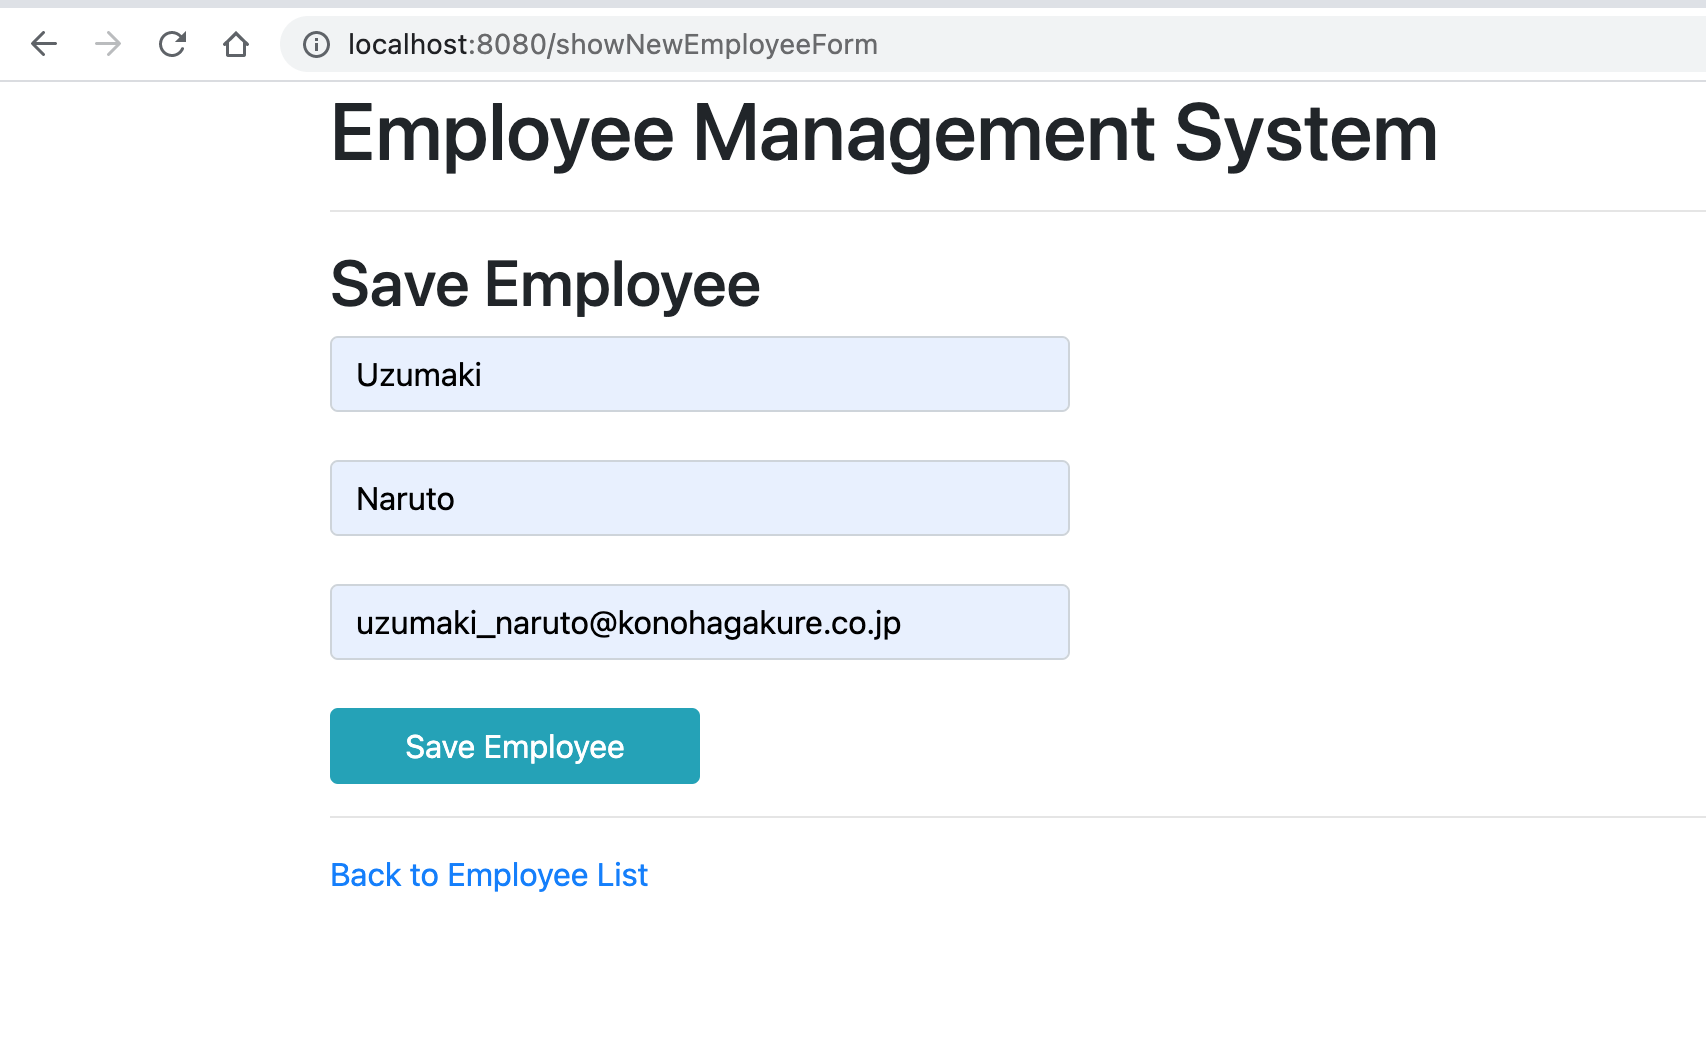 localhost:8080/showNewEmployeeForm
Employee Management System
Save Employee
Uzumaki
Naruto
uzumaki_naruto@konohagakure.co.jp
Save Employee
Back to Employee List